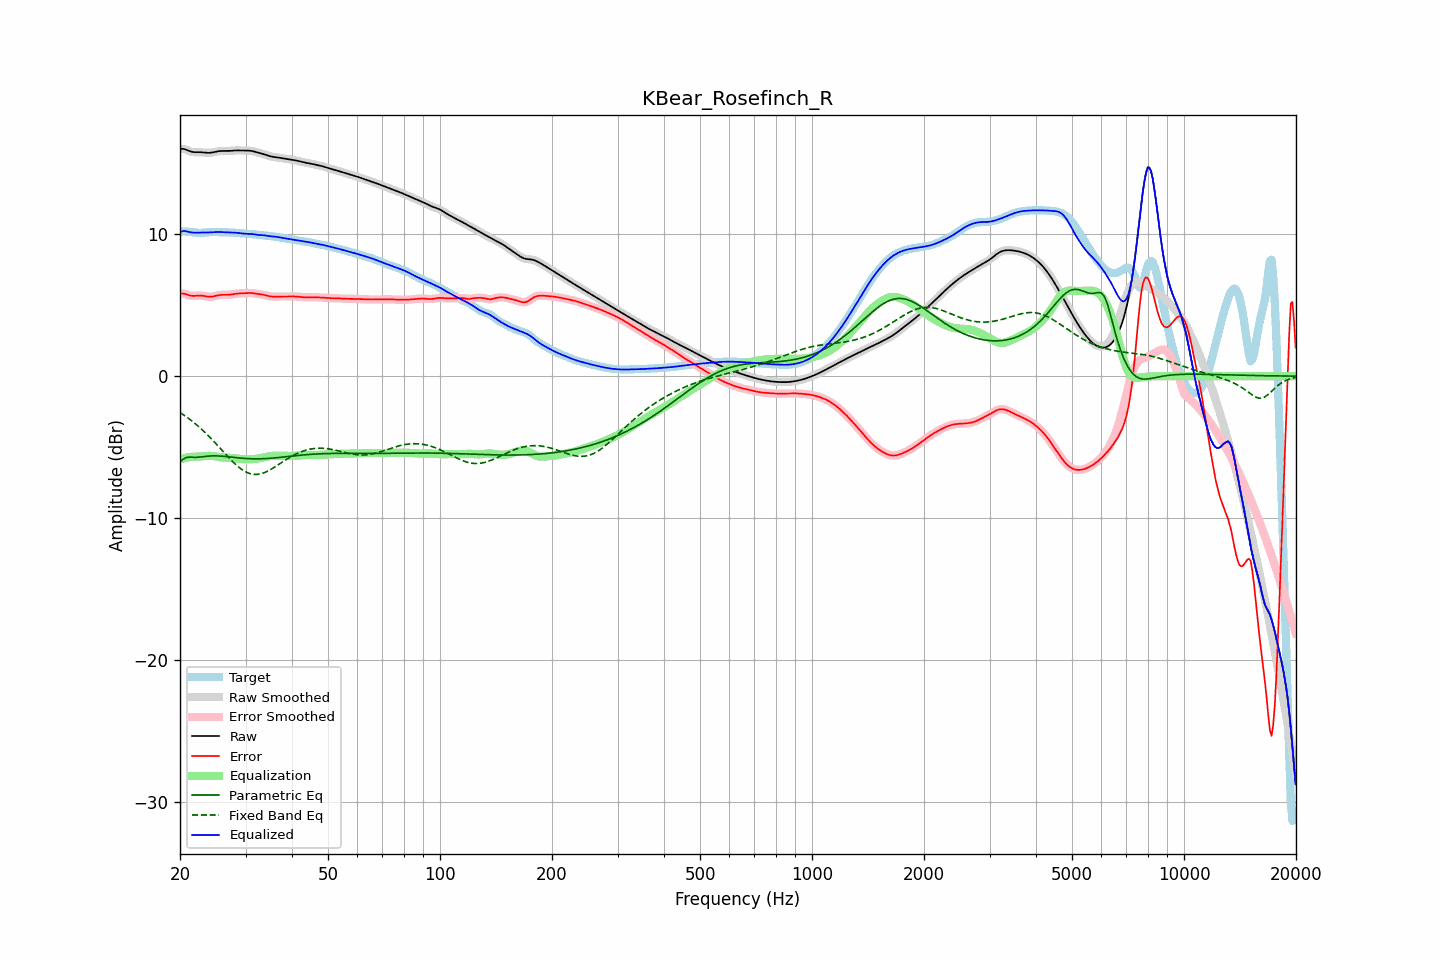 KBear_Rosefinch_R
Amplitude (dBr)
10
0
−10
−20
−30
Target
Raw Smoothed
Error Smoothed
Raw
Error
Equalization
Parametric Eq
Fixed Band Eq
Equalized
20 50 100 200 500 1000 2000 5000 10000 20000
Frequency (Hz)